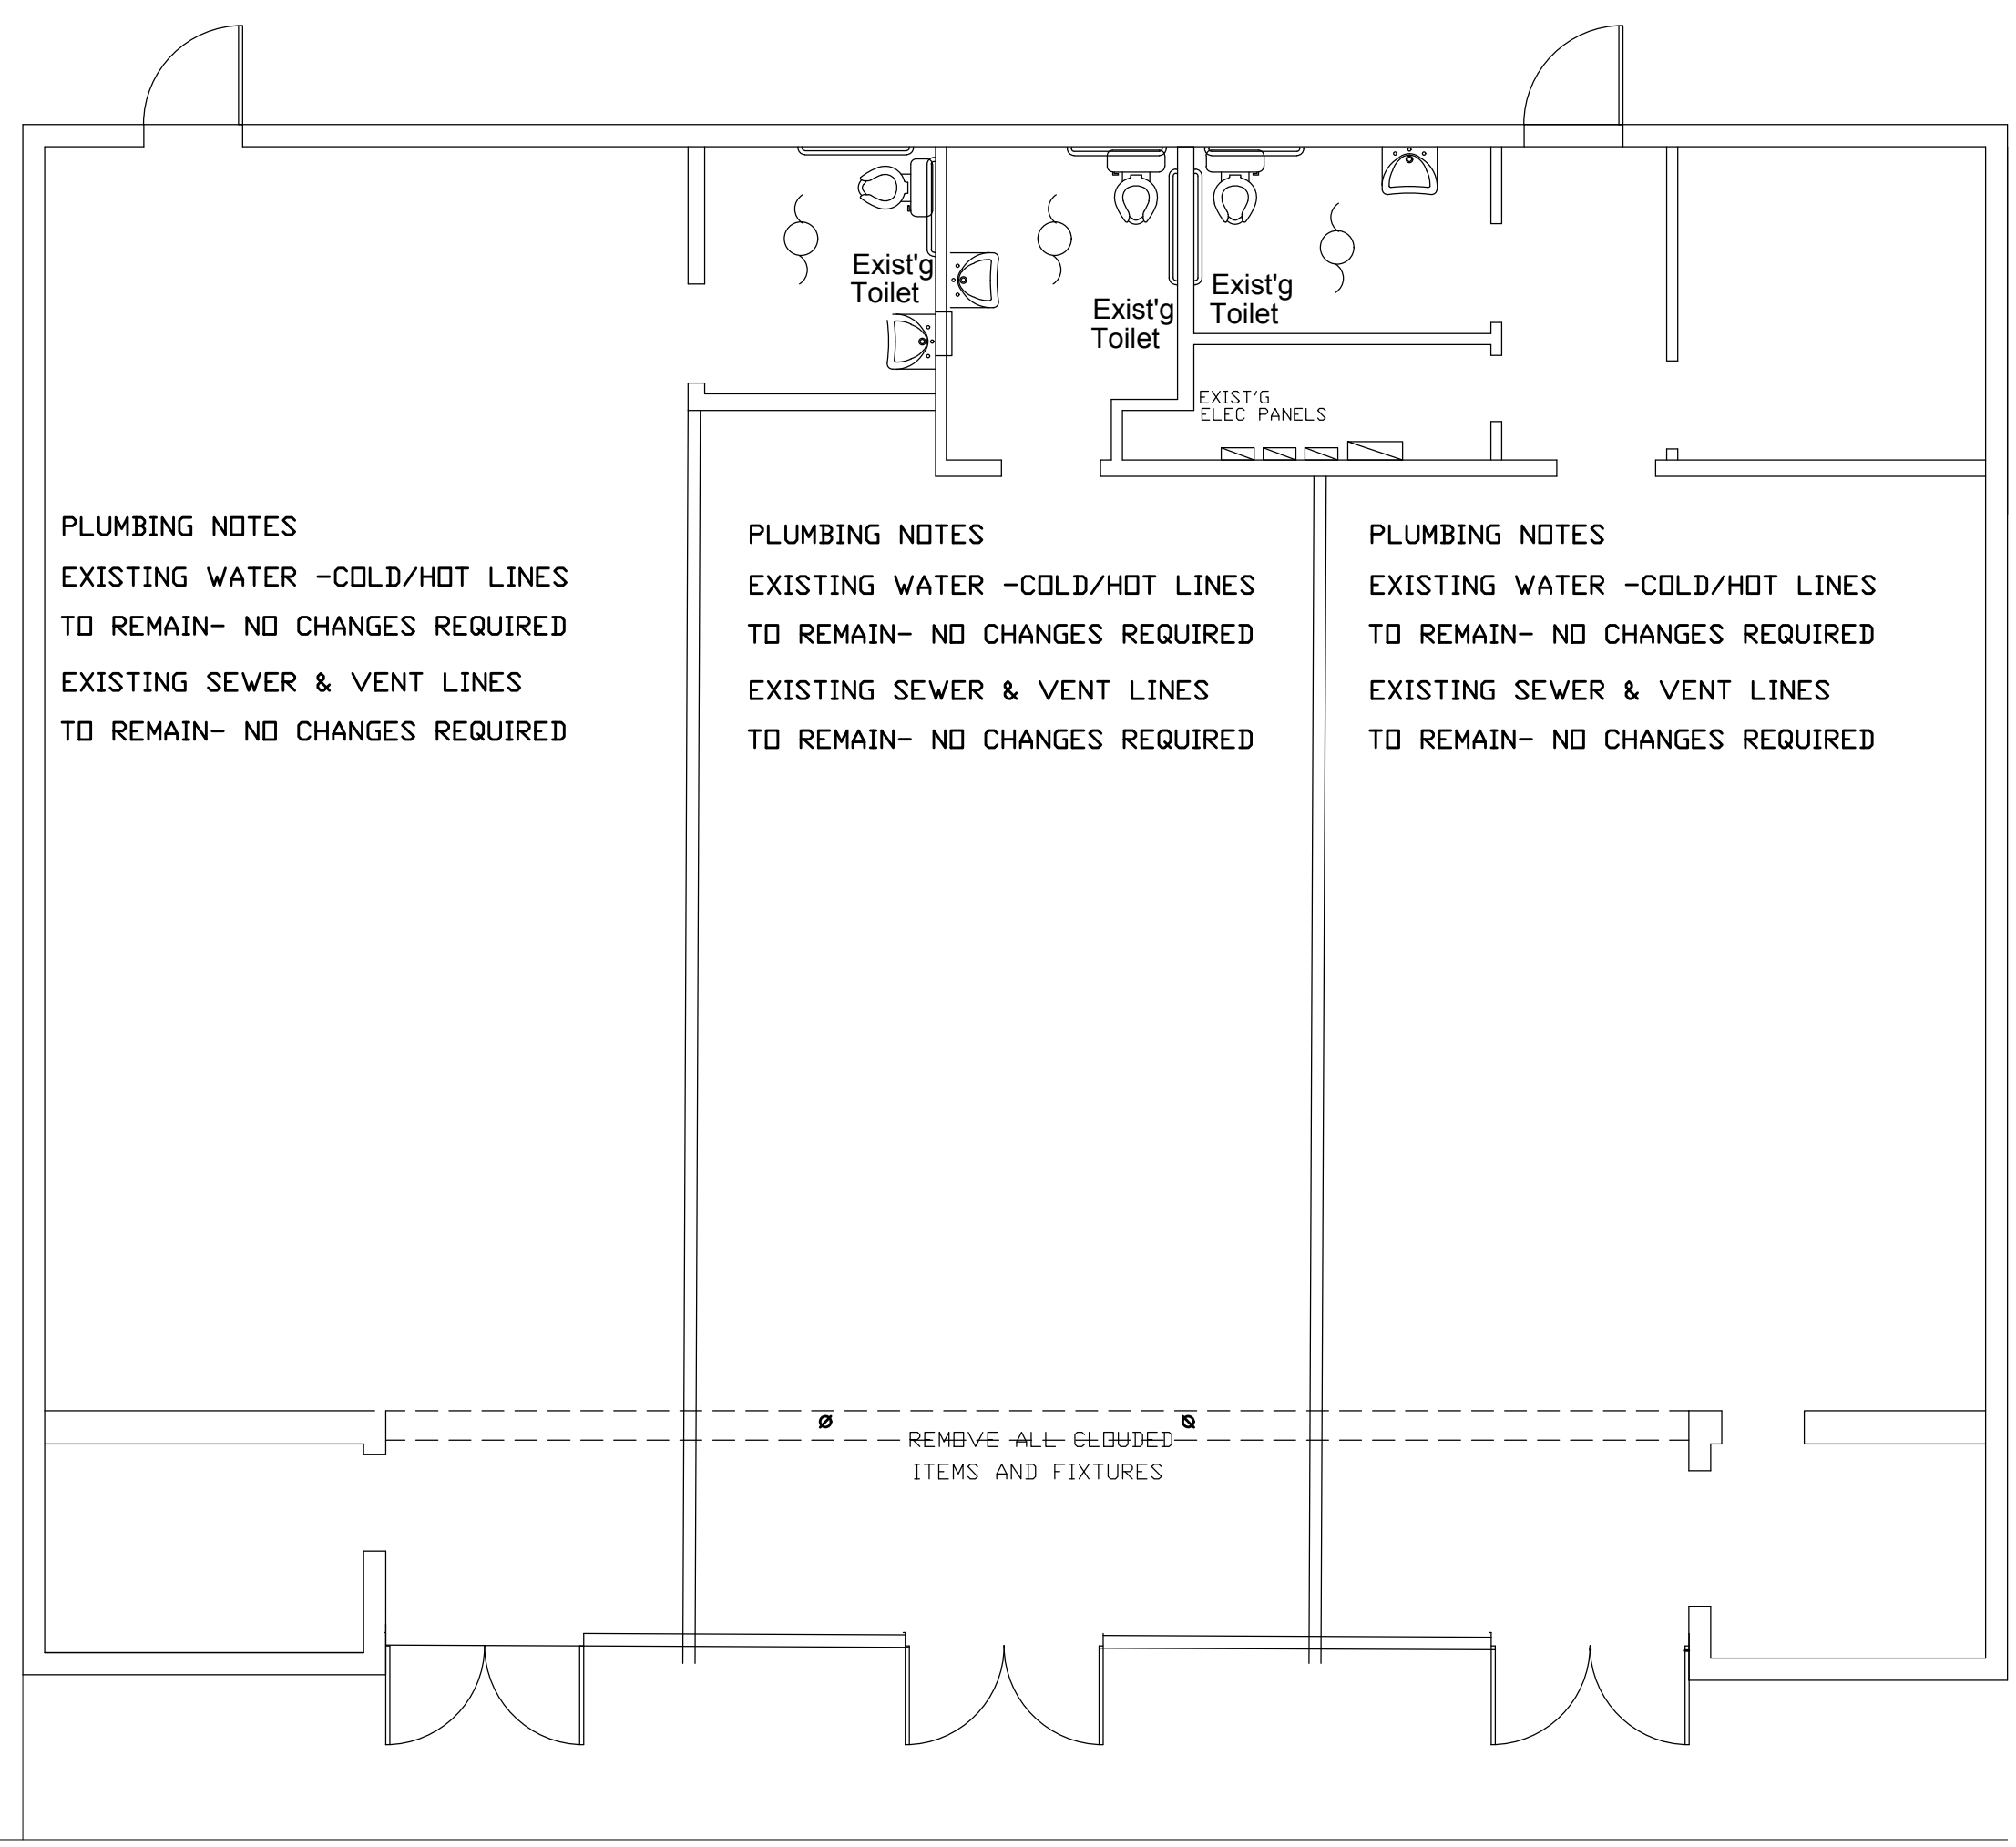 Exist'g
Toilet
Exist'g
Toilet
Exist'g
Toilet
EXIST'G
ELEC PANELS
PLUMBING NOTES
EXISTING WATER -COLD/HOT LINES
TO REMAIN- NO CHANGES REQUIRED
EXISTING SEWER & VENT LINES
TO REMAIN- NO CHANGES REQUIRED
PLUMBING NOTES
EXISTING WATER -COLD/HOT LINES
TO REMAIN- NO CHANGES REQUIRED
EXISTING SEWER & VENT LINES
TO REMAIN- NO CHANGES REQUIRED
PLUMBING NOTES
EXISTING WATER -COLD/HOT LINES
TO REMAIN- NO CHANGES REQUIRED
EXISTING SEWER & VENT LINES
TO REMAIN- NO CHANGES REQUIRED
REMOVE ALL CLOUDED
ITEMS AND FIXTURES